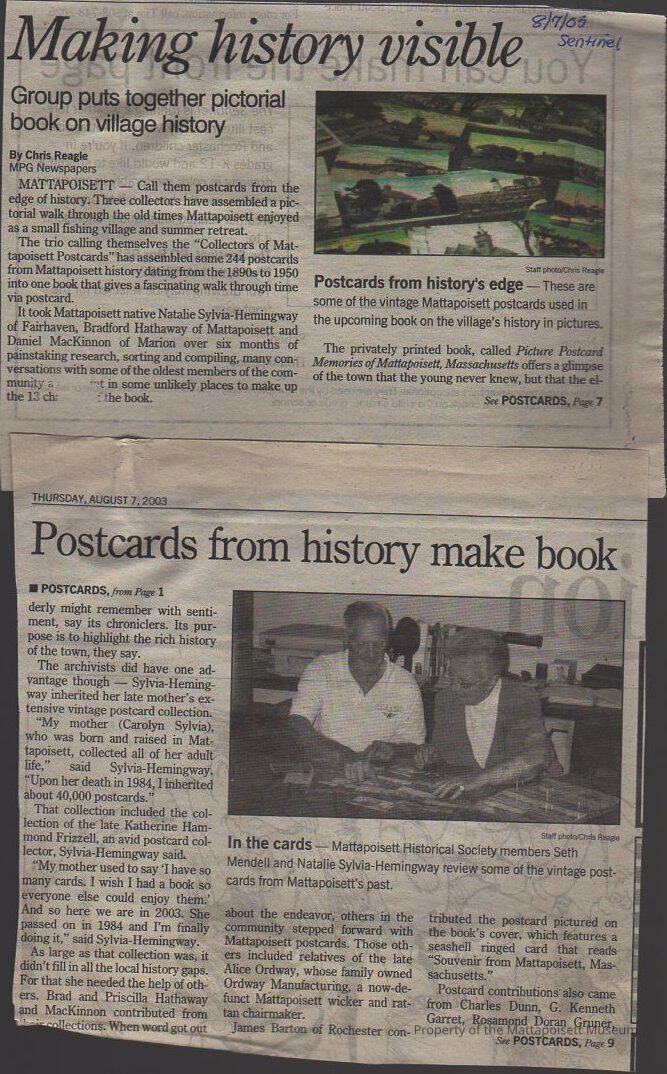 8/7/03
Sentinel
Making history visible
Group puts together pictorial
book on village history
By Chris Reagle
MPG Newspapers
MATTAPOISETT — Call them postcards from the
edge of history. Three collectors have assembled a pic-
torial walk through the old times Mattapoisett enjoyed
as a small fishing village and summer retreat.
The trio calling themselves the “Collectors of Mat-
tapoisett Postcards” has assembled some 244 postcards
from Mattapoisett history dating from the 1890s to 1950
into one book that gives a fascinating walk through time
via postcard.
It took Mattapoisett native Natalie Sylvia-Hemingway
of Fairhaven, Bradford Hathaway of Mattapoisett and
Daniel MacKinnon of Marion over six months of
painstaking research, sorting and compiling, many con-
versations with some of the oldest members of the com-
munity in some unlikely places to make up
the 13 the book.
Staff photo/Chris Reagle
Postcards from history's edge — These are
some of the vintage Mattapoisett postcards used in
the upcoming book on the village's history in pictures.
The privately printed book, called Picture Postcard
Memories of Mattapoisett, Massachusetts offers a glimpse
of the town that the young never knew, but that the el-
See POSTCARDS, Page 7
THURSDAY, AUGUST 7, 2003
Postcards from history make book
■ POSTCARDS, from Page 1
derly might remember with senti-
ment, say its chroniclers. Its pur-
pose is to highlight the rich history
of the town, they say.
The archivists did have one ad-
vantage though — Sylvia-Heming-
way inherited her late mother's ex-
tensive vintage postcard collection.
“My mother (Carolyn Sylvia),
who was born and raised in Mat-
tapoisett, collected all of her adult
life,” said Sylvia-Hemingway.
“Upon her death in 1984, I inherited
about 40,000 postcards.”
That collection included the col-
lection of the late Katherine Ham-
mond Frizzell, an avid postcard col-
lector, Sylvia-Hemingway said.
“My mother used to say ‘I have so
many cards. I wish I had a book so
everyone else could enjoy them.’
And so here we are in 2003. She
passed on in 1984 and I'm finally
doing it,” said Sylvia-Hemingway.
As large as that collection was, it
didn't fill in all the local history gaps.
For that she needed the help of oth-
ers. Brad and Priscilla Hathaway
and MacKinnon contributed from
their collections. When word got out
Staff photo/Chris Reagle
In the cards — Mattapoisett Historical Society members Seth
Mendell and Natalie Sylvia-Hemingway review some of the vintage post-
cards from Mattapoisett's past.
about the endeavor, others in the
community stepped forward with
Mattapoisett postcards. Those oth-
ers included relatives of the late
Alice Ordway, whose family owned
Ordway Manufacturing, a now-de-
funct Mattapoisett wicker and rat-
tan chairmaker.
James Barton of Rochester con-
tributed the postcard pictured on
the book's cover, which features a
seashell ringed card that reads
“Souvenir from Mattapoisett, Mas-
sachusetts.”
Postcard contributions also came
from Charles Dunn, G. Kenneth
Garret, Rosamond Doran Gruner,
Property of the Mattapoisett Museum
See POSTCARDS, Page 9